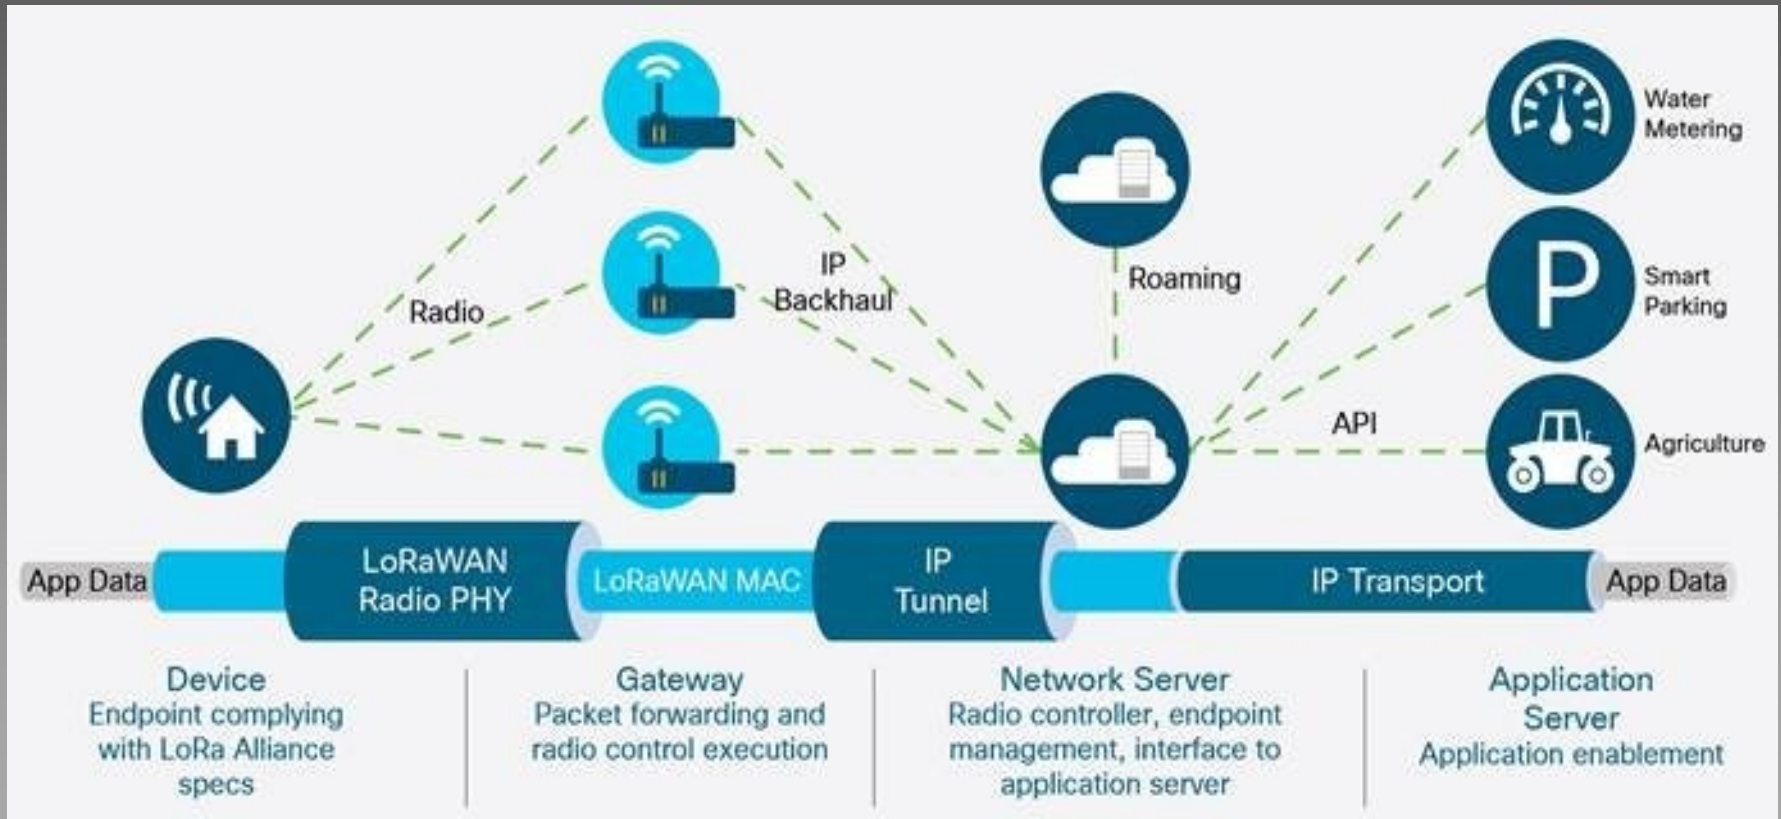 Water
Metering
IP
Backhaul
Roaming
Radio
P
Smart
Parking
API
Agriculture
App Data
LoRaWAN
Radio PHY
LoRaWAN MAC
IP
Tunnel
IP Transport
App Data
Device
Endpoint complying
with LoRa Alliance
specs
Gateway
Packet forwarding and
radio control execution
Network Server
Radio controller, endpoint
management, interface to
application server
Application
Server
Application enablement